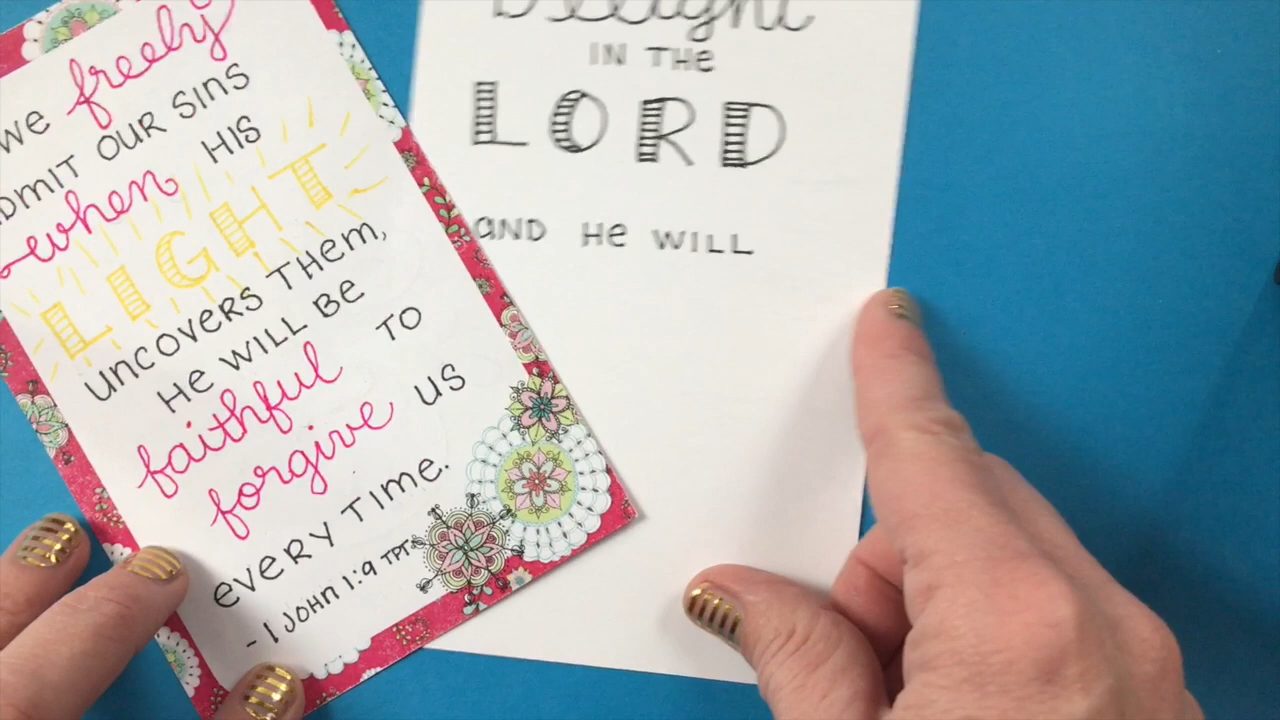 we freely
admit our sins
when his
LIGHT
uncovers them,
He will be
faithful to
forgive us
every time.
- 1 John 1:9 TPT
Delight
in the
LORD
and He will